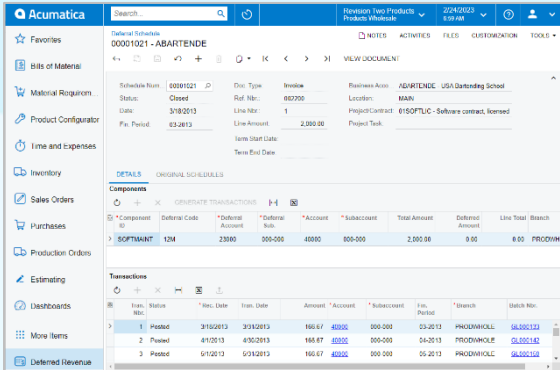 Acumatica
Search...
Revision Two Products
Products Wholesale
2/24/2023
6:59 AM
Favorites
Bills of Material
Material Requirem...
Product Configurator
Time and Expenses
Inventory
Sales Orders
Purchases
Production Orders
Estimating
Dashboards
More Items
Deferred Revenue
Deferral Schedule
00001021 - ABARTENDE
NOTES ACTIVITIES FILES CUSTOMIZATION TOOLS
VIEW DOCUMENT
Schedule Num.: 00001021 Doc. Type: Invoice Business Acco: ABARTENDE - USA Bartending School
Status: Closed Ref. Nbr.: 002700 Location: MAIN
Date: 3/18/2013 Line Nbr.: 1 Project/Contract: 01SOFTLIC - Software contract, licensed
Fin. Period: 03-2013 Line Amount: 2,000.00 Project Task:
Term Start Date:
Term End Date:
DETAILS ORIGINAL SCHEDULES
Components
GENERATE TRANSACTIONS
*Component ID Deferral Code *Deferral Account *Deferral Sub. *Account *Subaccount Total Amount Deferred Amount Line Total Branch
SOFTMAINT 12M 23000 000-000 40000 000-000 2,000.00 0.00 0.00 PRODWH
Transactions
Tran. Nbr. Status *Rec. Date Tran. Date Amount *Account *Subaccount Fin. Period *Branch Batch Nbr.
1 Posted 3/18/2013 3/31/2013 166.67 40000 000-000 03-2013 PRODWHOLE GL000133
2 Posted 4/1/2013 4/30/2013 166.67 40000 000-000 04-2013 PRODWHOLE GL000142
3 Posted 5/1/2013 5/31/2013 166.67 40000 000-000 05-2013 PRODWHOLE GL000150